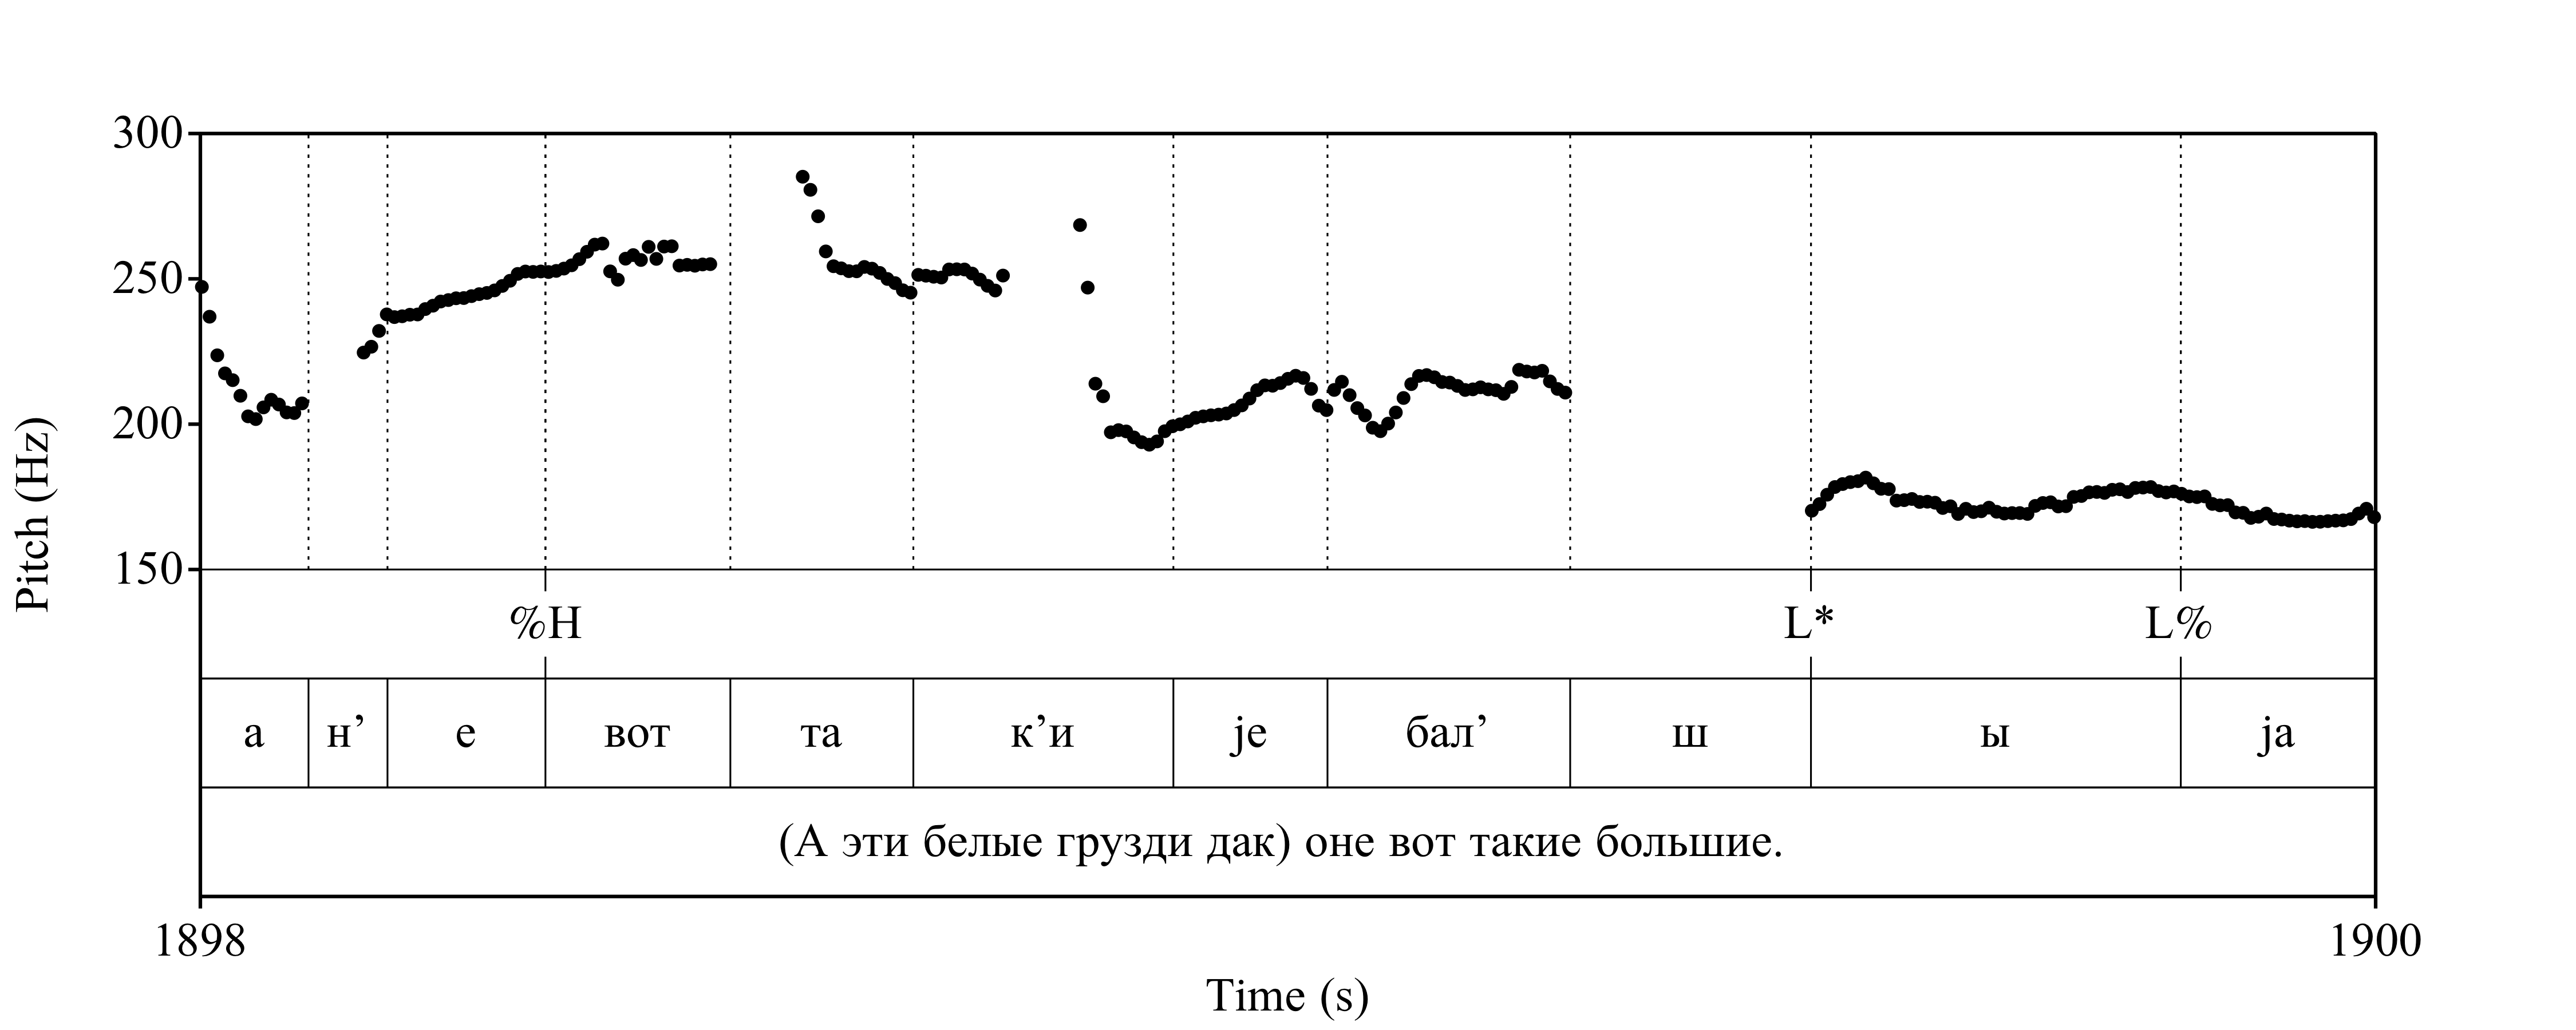 300
250
200
150
Pitch (Hz)
%H L* L%
а н’ е вот та к’и jе бал’ ш ы jа
(А эти белые грузди дак) оне вот такие большие.
1898 1900
Time (s)